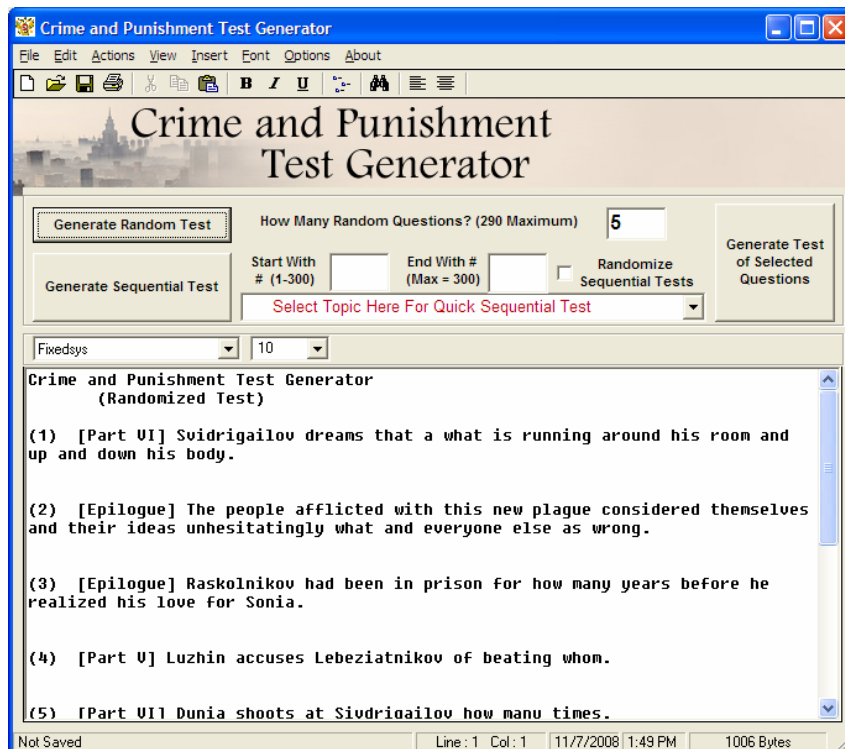 Crime and Punishment Test Generator
File Edit Actions View Insert Font Options About
B I U
Crime and Punishment
Test Generator
Generate Random Test
How Many Random Questions? (290 Maximum)
5
Generate Test
of Selected
Questions
Generate Sequential Test
Start With
# (1-300)
End With #
(Max = 300)
Randomize
Sequential Tests
Select Topic Here For Quick Sequential Test
Fixedsys
10
Crime and Punishment Test Generator
(Randomized Test)
(1) [Part VI] Svidrigailov dreams that a what is running around his room and
up and down his body.
(2) [Epilogue] The people afflicted with this new plague considered themselves
and their ideas unhesitatingly what and everyone else as wrong.
(3) [Epilogue] Raskolnikov had been in prison for how many years before he
realized his love for Sonia.
(4) [Part V] Luzhin accuses Lebeziatnikov of beating whom.
(5) [Part VI] Dunia shoots at Sivdrigailov how many times.
Not Saved
Line : 1 Col : 1
11/7/2008
1:49 PM
1006 Bytes